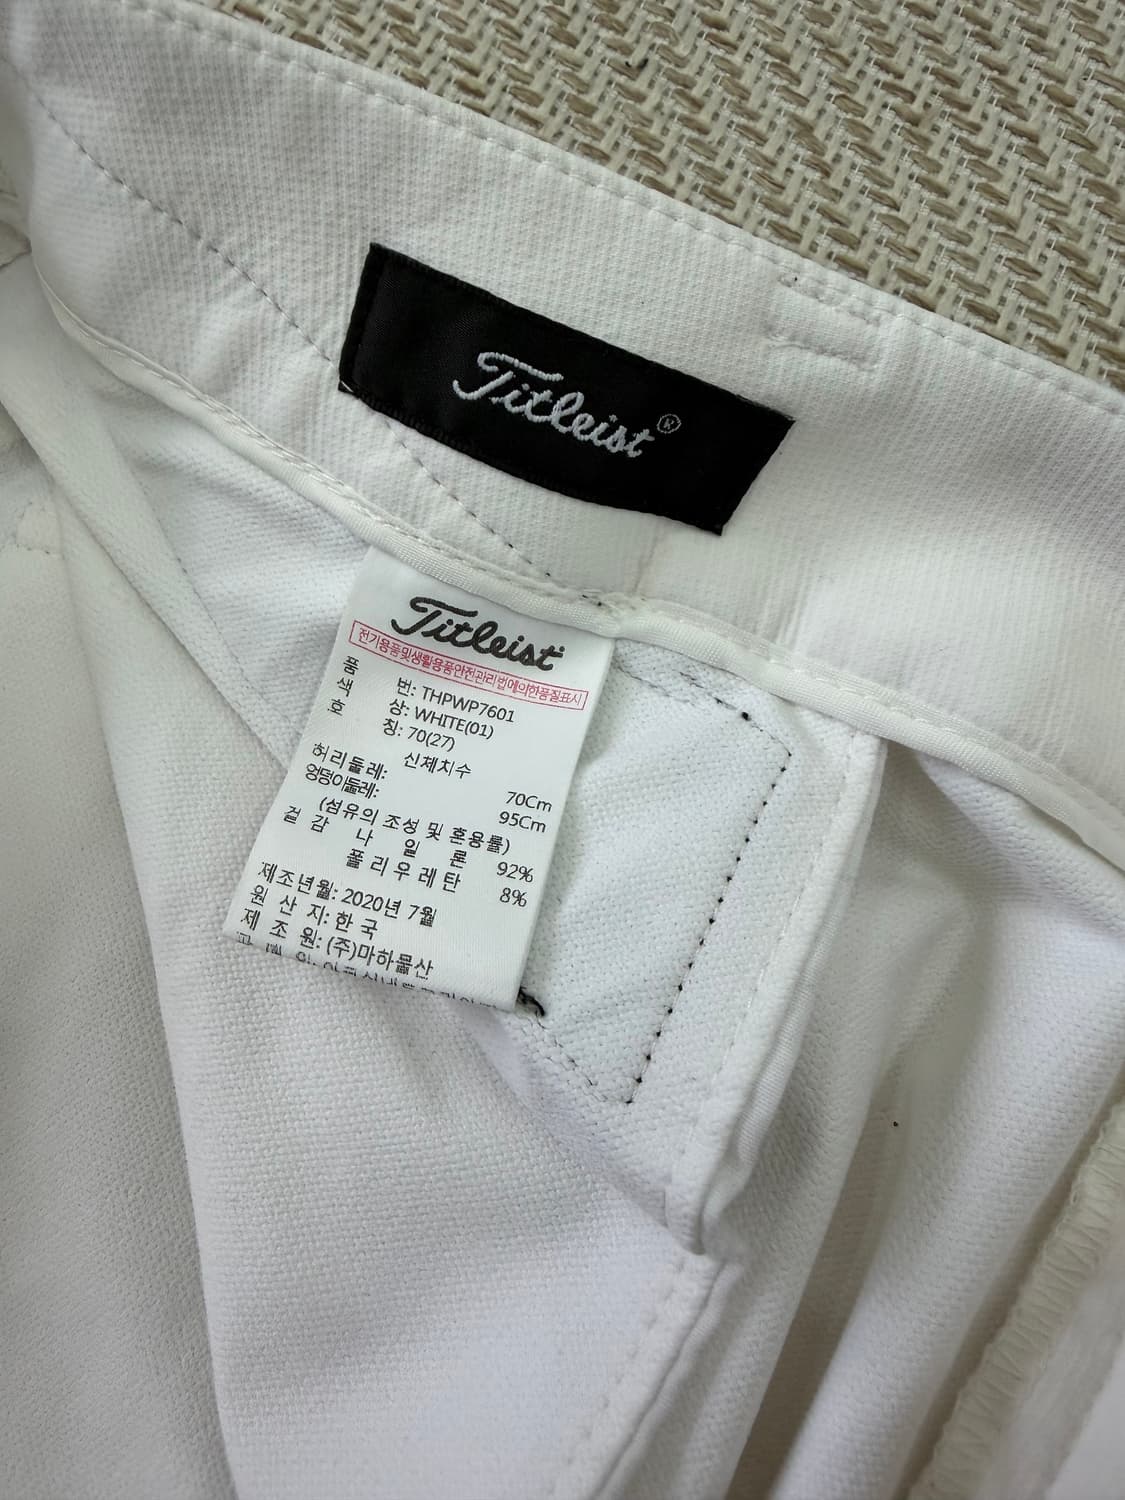 Titleist®
Titleist
전기용품및생활용품안전관리법에의한품질표시
품 번: THPWP7601
색 상: WHITE(01)
호 칭: 70(27)
신체치수
허리둘레: 70Cm
엉덩이둘레: 95Cm
(섬유의 조성 및 혼용률)
겉감 나일론 92%
폴리우레탄 8%
제조년월: 2020년 7월
원 산 지: 한국
제 조 원: (주)마하물산